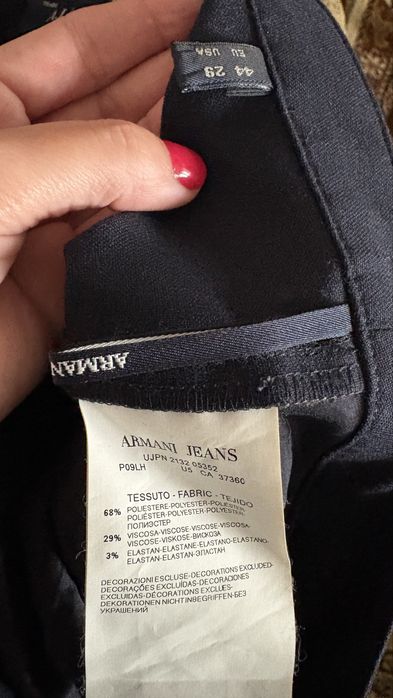 44 29
EU USA
ARMAN
ARMANI JEANS
UJPN 2132 05352
P09LH US CA 37360
TESSUTO - FABRIC - TEJIDO
68% POLIESTERE-POLYESTER-POLIESTER
POLIÉSTER-POLYESTER-POLYESTER
ПОЛИЭСТЕР
29% VISCOSA-VISCOSE-VISCOSE-VISCOSA-
VISCOSE-VISKOSE-ВИСКОЗА
3% ELASTAN-ELASTANE-ELASTANO-ELASTANO-
ELASTAN-ELASTAN-ЭЛАСТАН
DECORAZIONI ESCLUSE-DECORATIONS EXCLUDED-
DECORAÇÕES EXCLUÍDAS-DECORACIONES
EXCLUIDAS-DÉCORATIONS EXCLUES-
DEKORATIONEN NICHT INBEGRIFFEN-БЕЗ
УКРАШЕНИЙ